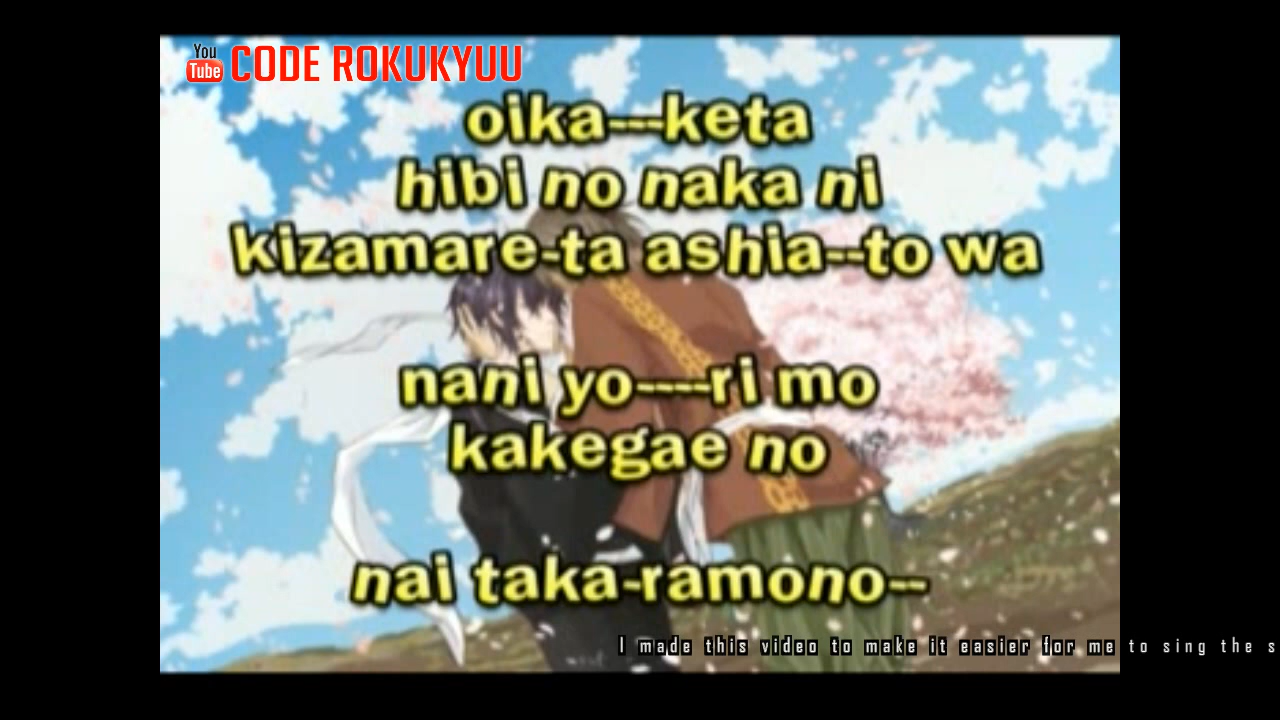 You
Tube CODE ROKUKYUU
oika---keta
hibi no naka ni
kizamare-ta ashia--to wa
nani yo----ri mo
kakegae no
nai taka-ramono--
I made this video to make it easier for me to sing the s